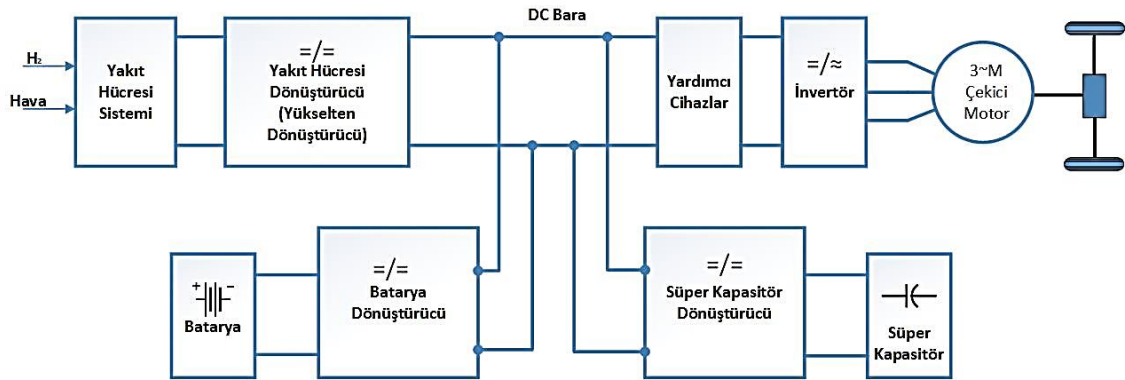 DC Bara
H₂
Hava
Yakıt
Hücresi
Sistemi
=/=
Yakıt Hücresi
Dönüştürücü
(Yükselten
Dönüştürücü)
Yardımcı
Cihazlar
=/≈
İnvertör
3~M
Çekici
Motor
+ -
Batarya
=/=
Batarya
Dönüştürücü
=/=
Süper Kapasitör
Dönüştürücü
Süper
Kapasitör